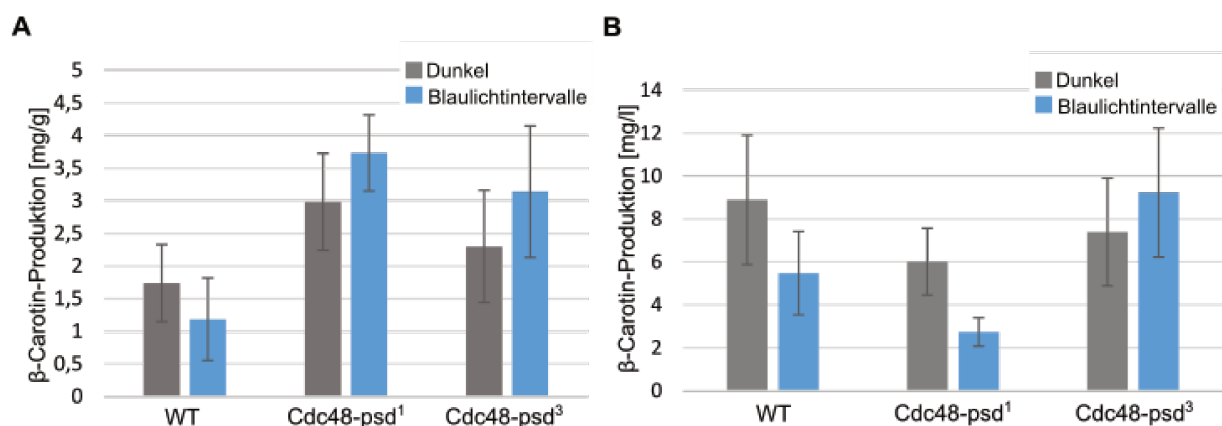 A
β-Carotin-Produktion [mg/g]
5
4,5
4
3,5
3
2,5
2
1,5
1
0,5
0
Dunkel
Blaulichtintervalle
WT
Cdc48-psd¹
Cdc48-psd³
B
β-Carotin-Produktion [mg/l]
14
12
10
8
6
4
2
0
Dunkel
Blaulichtintervalle
WT
Cdc48-psd¹
Cdc48-psd³